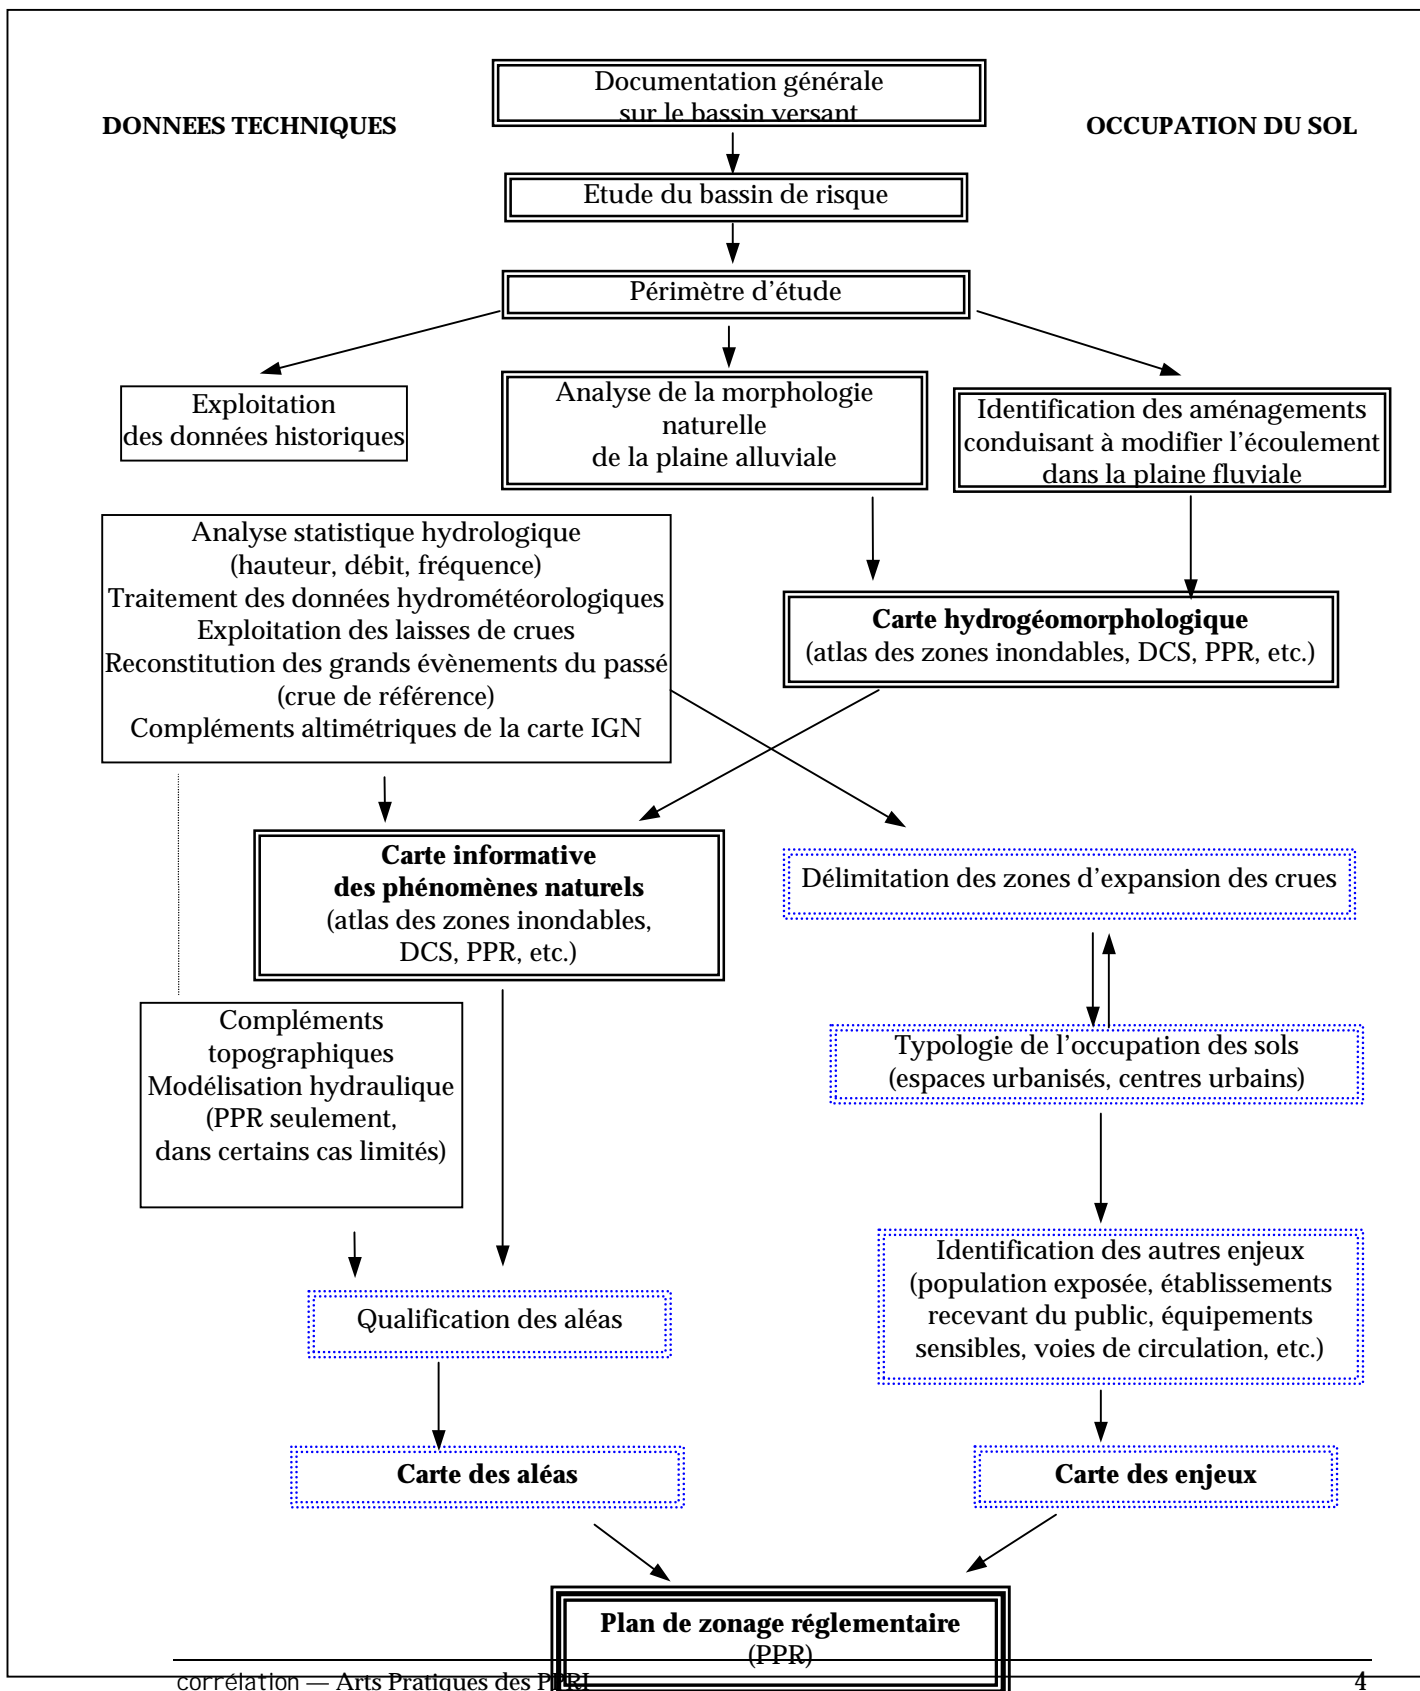 Documentation générale
sur le bassin versant
DONNEES TECHNIQUES
OCCUPATION DU SOL
Etude du bassin de risque
Périmètre d'étude
Exploitation
des données historiques
Analyse de la morphologie
naturelle
de la plaine alluviale
Identification des aménagements
conduisant à modifier l'écoulement
dans la plaine fluviale
Analyse statistique hydrologique
(hauteur, débit, fréquence)
Traitement des données hydrométéorologiques
Exploitation des laisses de crues
Reconstitution des grands évènements du passé
(crue de référence)
Compléments altimétriques de la carte IGN
Carte hydrogéomorphologique
(atlas des zones inondables, DCS, PPR, etc.)
Carte informative
des phénomènes naturels
(atlas des zones inondables,
DCS, PPR, etc.)
Délimitation des zones d'expansion des crues
Compléments
topographiques
Modélisation hydraulique
(PPR seulement,
dans certains cas limités)
Typologie de l'occupation des sols
(espaces urbanisés, centres urbains)
Identification des autres enjeux
(population exposée, établissements
recevant du public, équipements
sensibles, voies de circulation, etc.)
Qualification des aléas
Carte des aléas
Carte des enjeux
Plan de zonage réglementaire
(PPR)
corrélation — Arts Pratiques des PPRI
4